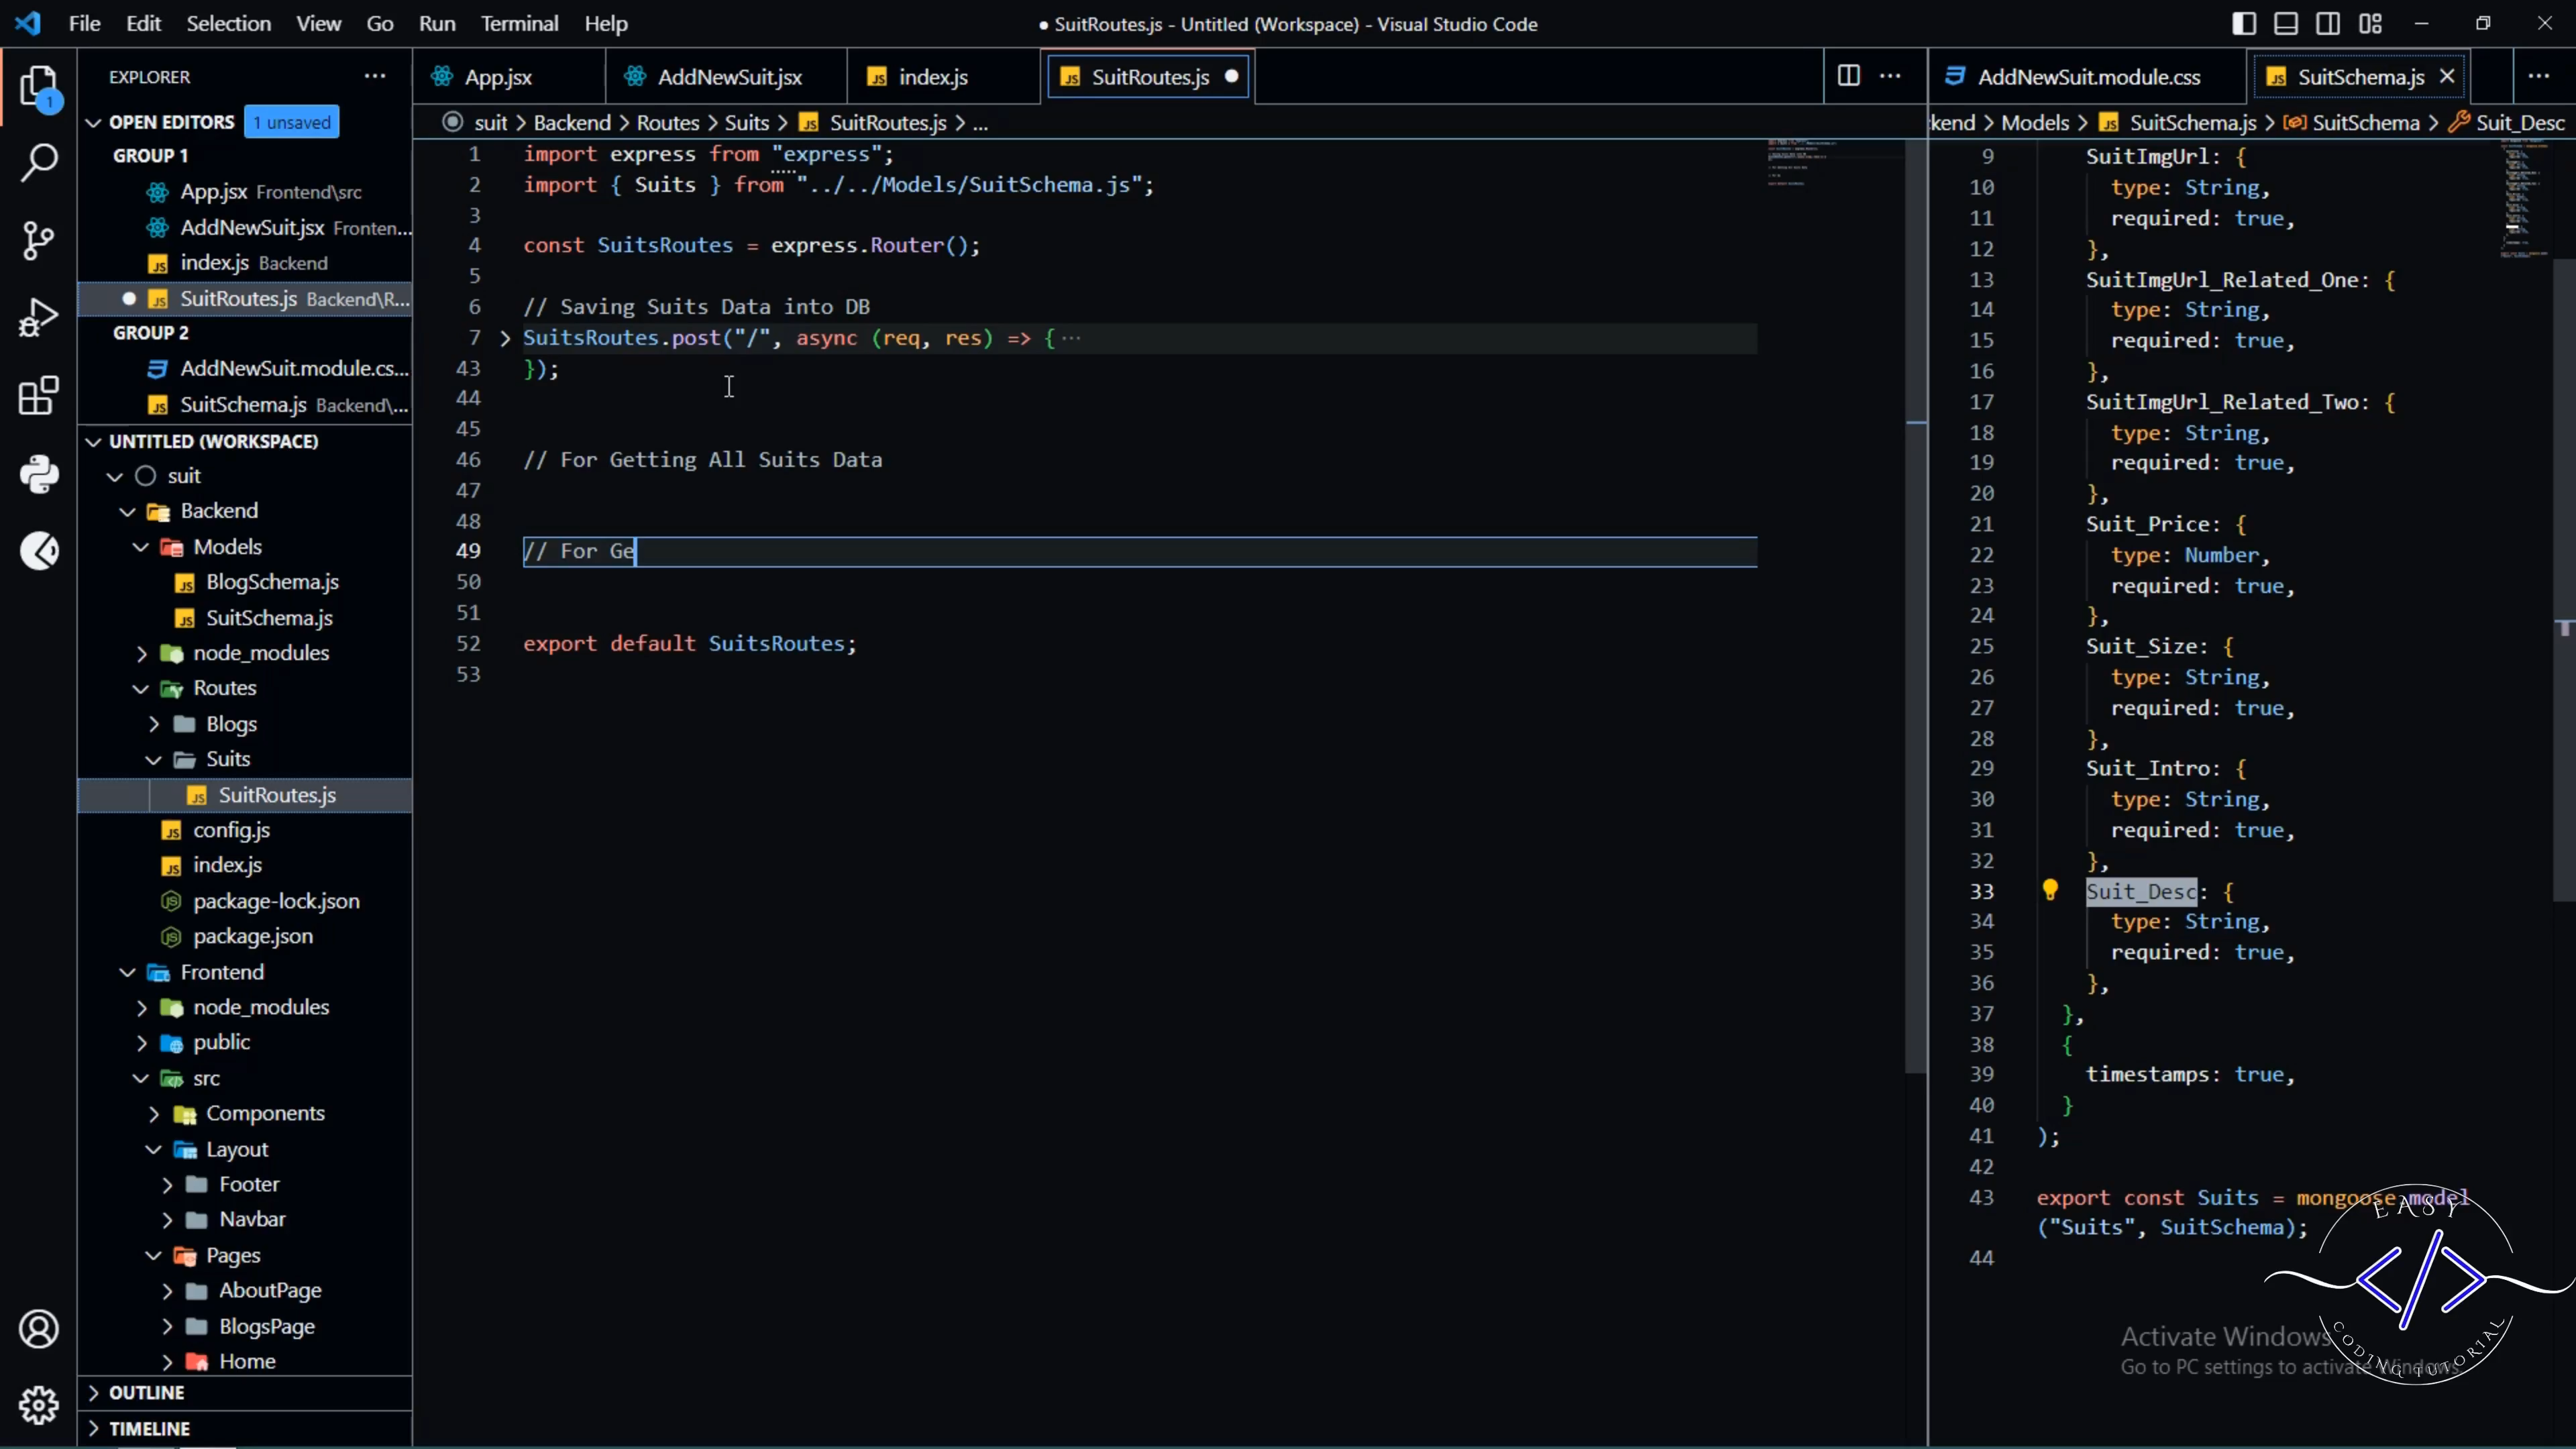 File Edit Selection View Go Run Terminal Help
● SuitRoutes.js - Untitled (Workspace) - Visual Studio Code
EXPLORER
1
OPEN EDITORS 1 unsaved
GROUP 1
App.jsx Frontend\src
AddNewSuit.jsx Fronten...
index.js Backend
SuitRoutes.js Backend\R...
GROUP 2
AddNewSuit.module.cs...
SuitSchema.js Backend\...
UNTITLED (WORKSPACE)
suit
Backend
Models
BlogSchema.js
SuitSchema.js
node_modules
Routes
Blogs
Suits
SuitRoutes.js
config.js
index.js
package-lock.json
package.json
Frontend
node_modules
public
src
Components
Layout
Footer
Navbar
Pages
AboutPage
BlogsPage
Home
OUTLINE
TIMELINE
App.jsx AddNewSuit.jsx index.js SuitRoutes.js
suit > Backend > Routes > Suits > SuitRoutes.js > ...
1 import express from "express";
2 import { Suits } from "../../Models/SuitSchema.js";
3
4 const SuitsRoutes = express.Router();
5
6 // Saving Suits Data into DB
7 SuitsRoutes.post("/", async (req, res) => { ...
43 });
44
45
46 // For Getting All Suits Data
47
48
49 // For Ge
50
51
52 export default SuitsRoutes;
53
AddNewSuit.module.css SuitSchema.js
kend > Models > SuitSchema.js > SuitSchema > Suit_Desc
9 SuitImgUrl: {
10 type: String,
11 required: true,
12 },
13 SuitImgUrl_Related_One: {
14 type: String,
15 required: true,
16 },
17 SuitImgUrl_Related_Two: {
18 type: String,
19 required: true,
20 },
21 Suit_Price: {
22 type: Number,
23 required: true,
24 },
25 Suit_Size: {
26 type: String,
27 required: true,
28 },
29 Suit_Intro: {
30 type: String,
31 required: true,
32 },
33 Suit_Desc: {
34 type: String,
35 required: true,
36 },
37 },
38 {
39 timestamps: true,
40 }
41 );
42
43 export const Suits = mongoose.model
("Suits", SuitSchema);
44
EASY
</>
CODING TUTORIAL
Activate Windows
Go to PC settings to activate Windows.